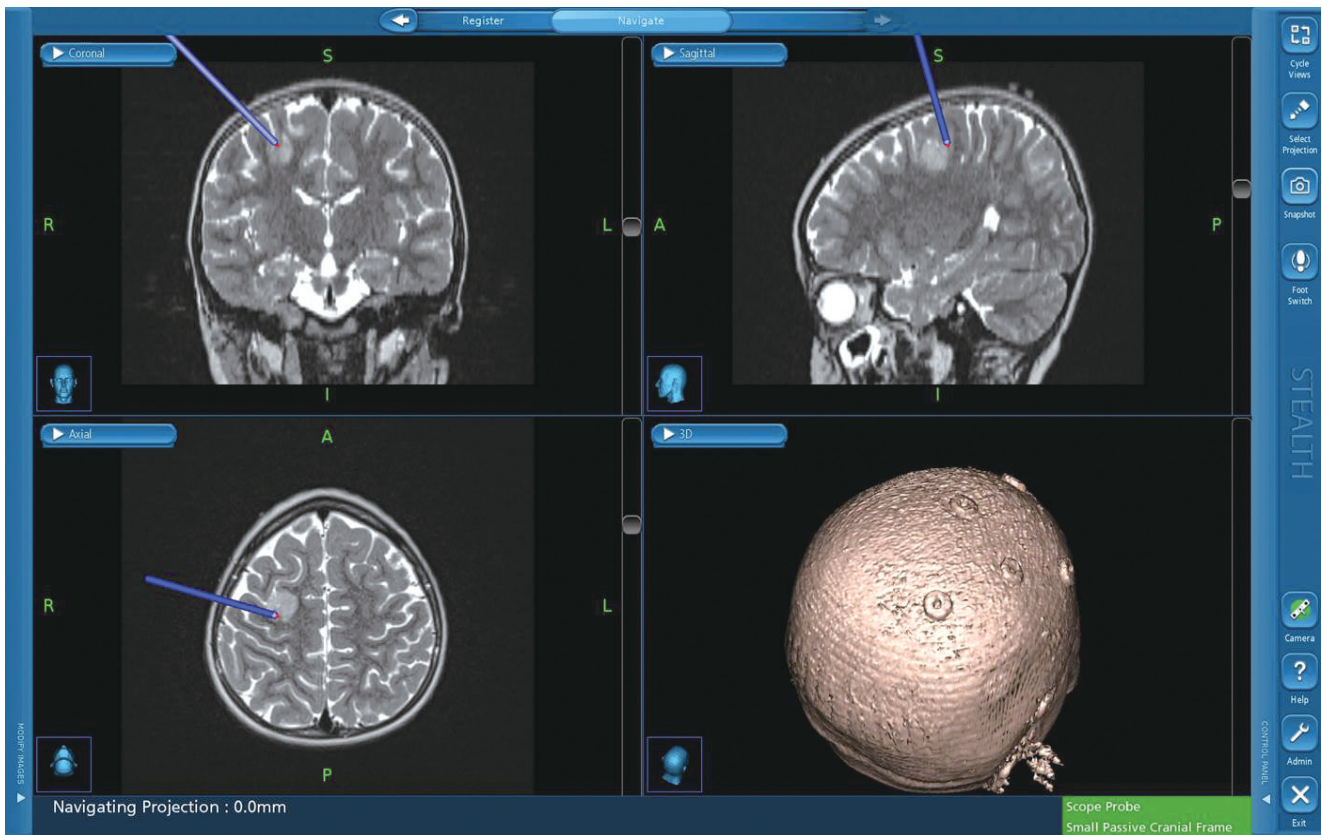 Register
Navigate
Coronal
S
R
L
I
Sagittal
S
A
P
I
Axial
A
R
L
P
3D
Cycle
Views
Select
Projection
Snapshot
Foot
Switch
STEALTH
Camera
Help
Admin
Exit
MODIFY IMAGES
CONTROL PANEL
Navigating Projection : 0.0mm
Scope Probe
Small Passive Cranial Frame